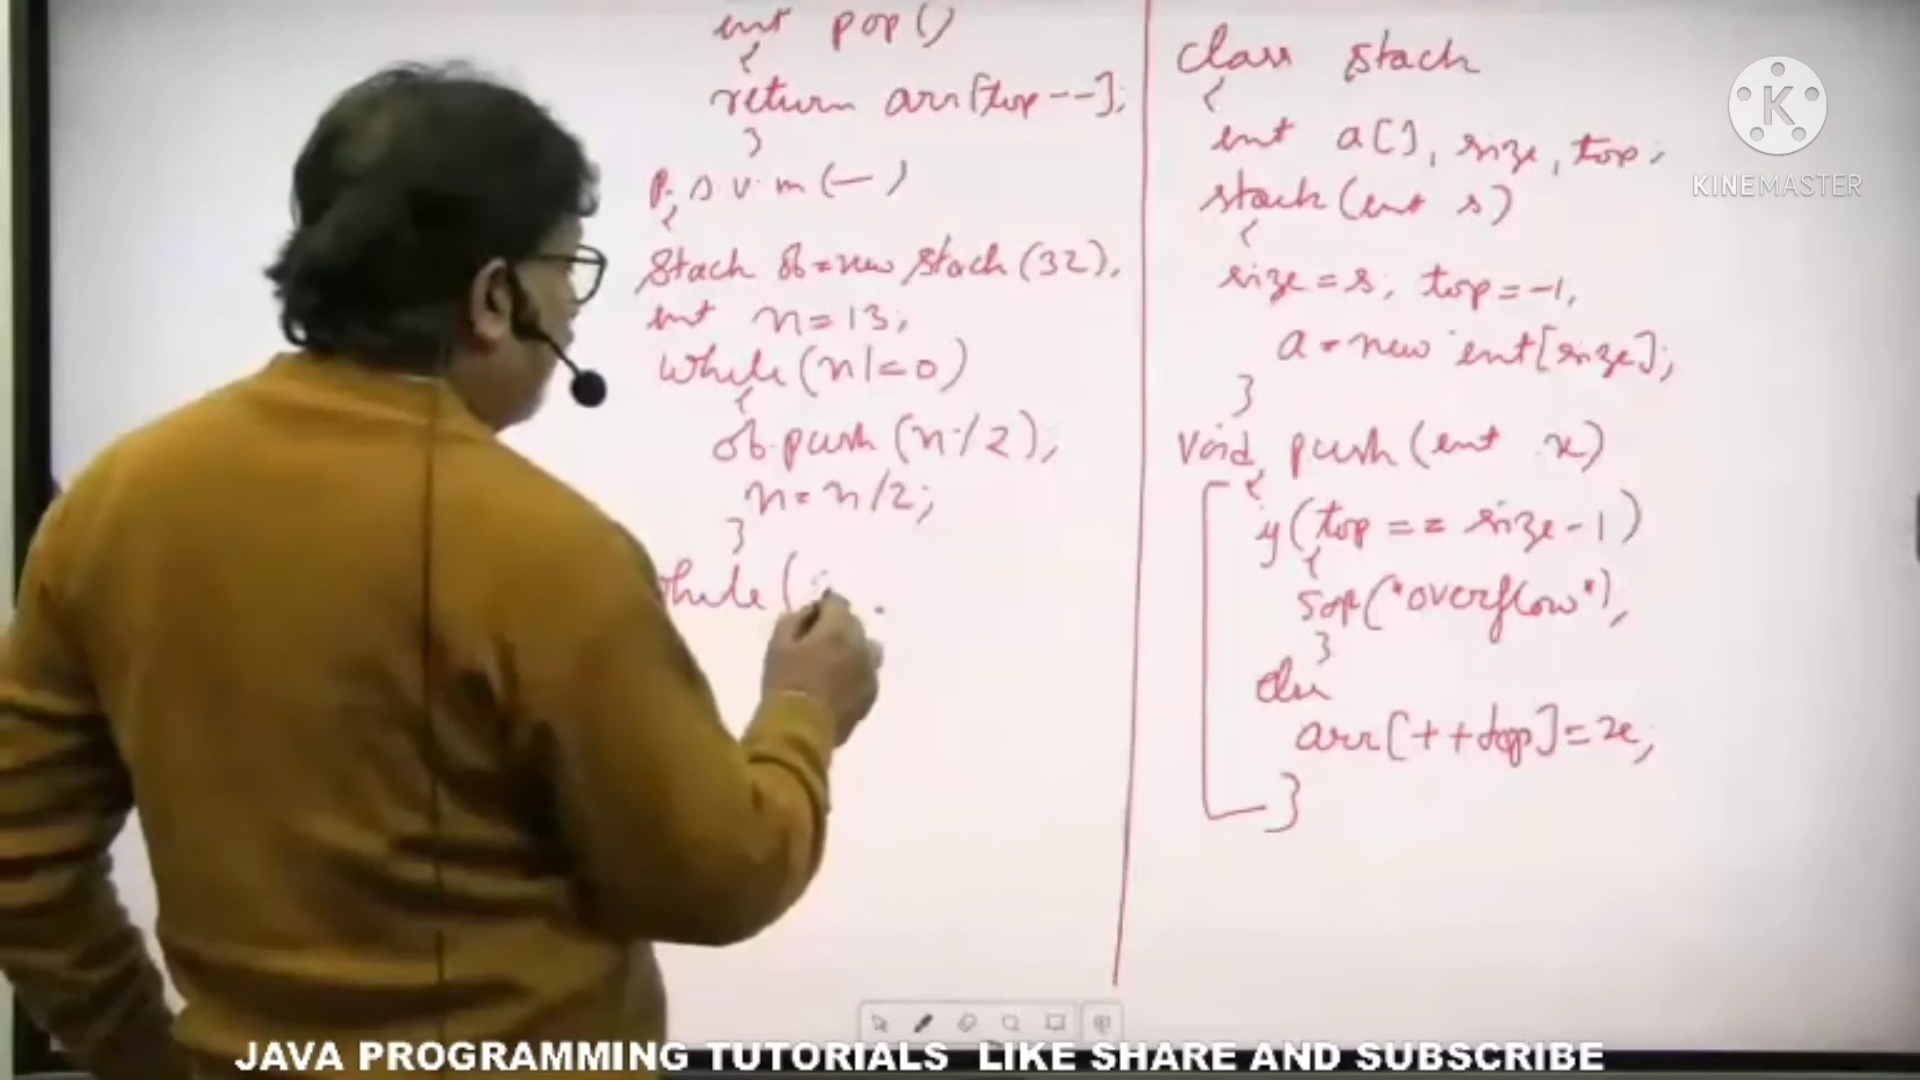 int pop()
{
return arr[top--];
}
p. s v. m (—)
{
Stack ob = new Stack (32);
int n = 13;
while (n!=0)
{
ob.push (n%2);
n = n/2;
}
while (
class stack
{
int a[], size, top;
stack (int s)
{
size = s; top = -1;
a = new int[size];
}
void push (int x)
{
if (top == size-1)
{
sop("overflow");
}
else
arr[++top] = x;
}
K
KINEMASTER
JAVA PROGRAMMING TUTORIALS LIKE SHARE AND SUBSCRIBE